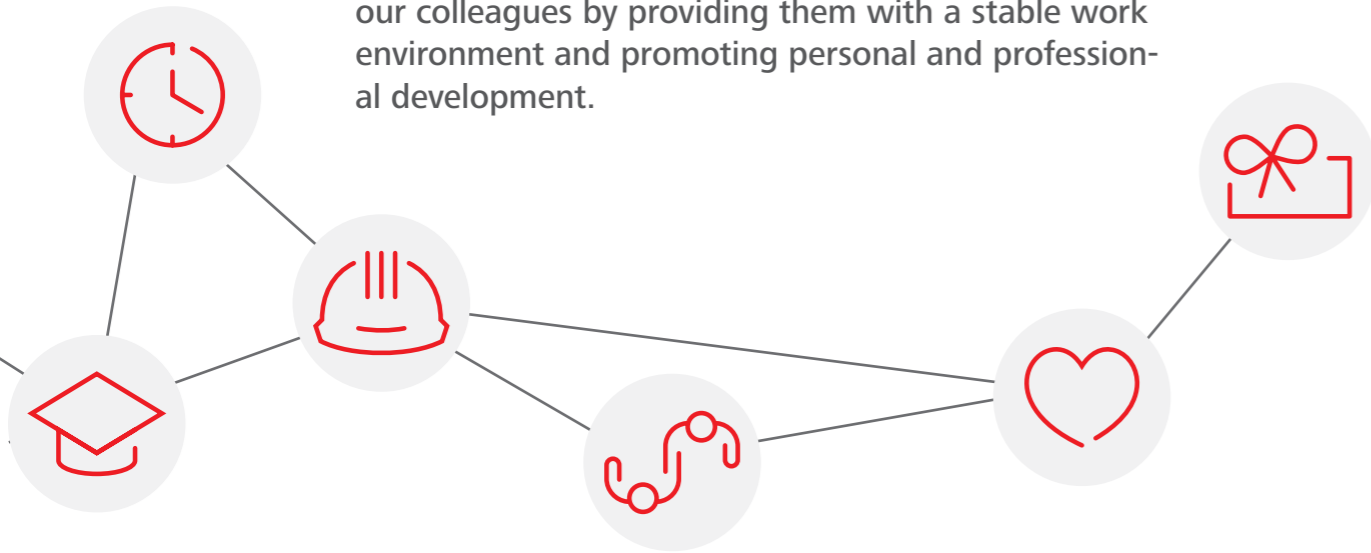 our colleagues by providing them with a stable work
environment and promoting personal and profession-
al development.